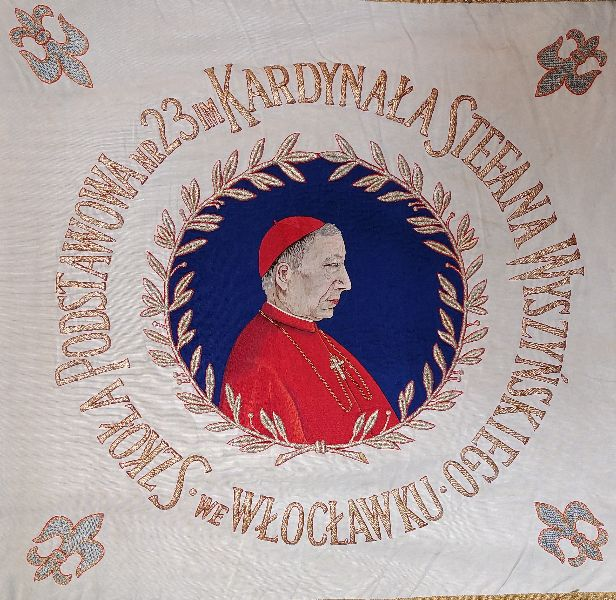 SZKOŁA PODSTAWOWA NR 23 IM KARDYNAŁA STEFANA WYSZYŃSKIEGO · WE WŁOCŁAWKU ·